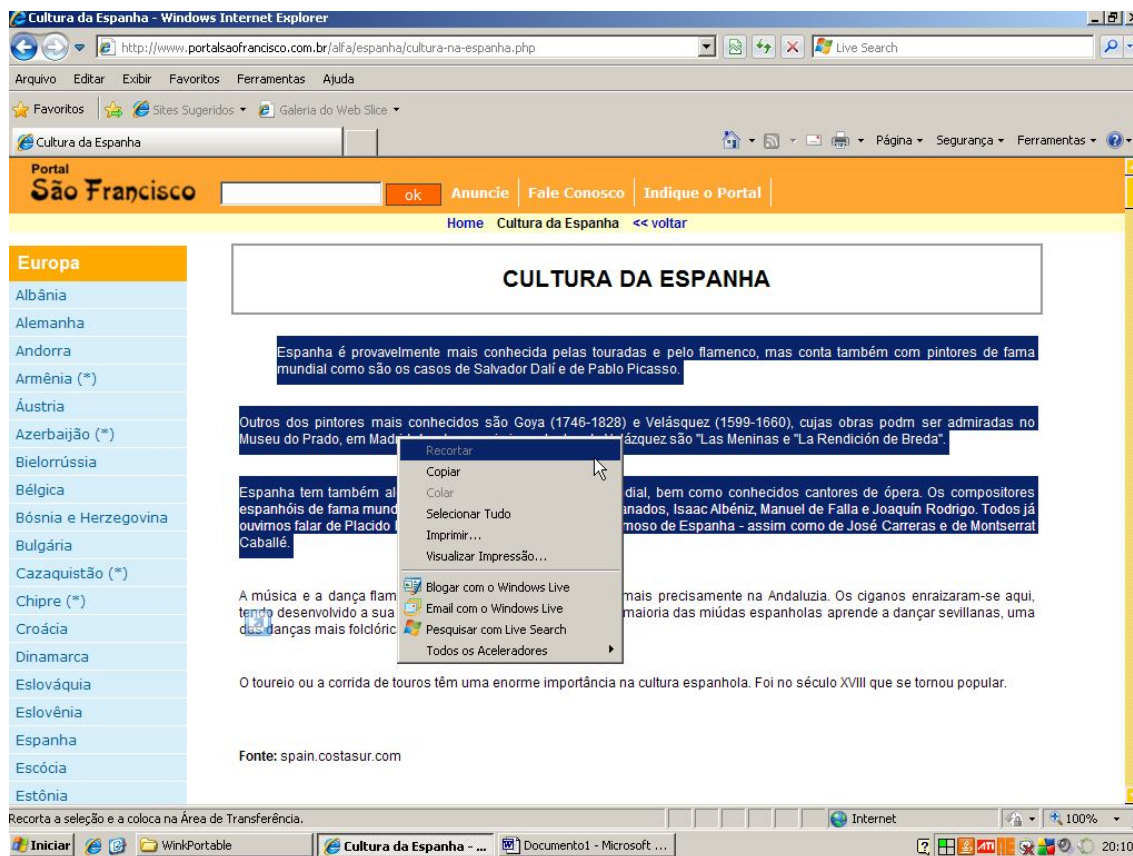 Cultura da Espanha - Windows Internet Explorer
http://www.portalsaofrancisco.com.br/alfa/espanha/cultura-na-espanha.php
Live Search
Arquivo Editar Exibir Favoritos Ferramentas Ajuda
Favoritos Sites Sugeridos Galeria do Web Slice
Cultura da Espanha
Página Segurança Ferramentas
Portal
São Francisco
ok Anuncie Fale Conosco Indique o Portal
Home Cultura da Espanha << voltar
Europa
Albânia
Alemanha
Andorra
Armênia (*)
Áustria
Azerbaijão (*)
Bielorrússia
Bélgica
Bósnia e Herzegovina
Bulgária
Cazaquistão (*)
Chipre (*)
Croácia
Dinamarca
Eslováquia
Eslovênia
Espanha
Escócia
Estônia
CULTURA DA ESPANHA
Espanha é provavelmente mais conhecida pelas touradas e pelo flamenco, mas conta também com pintores de fama
mundial como são os casos de Salvador Dalí e de Pablo Picasso.
Outros dos pintores mais conhecidos são Goya (1746-1828) e Velásquez (1599-1660), cujas obras podm ser admiradas no
Museu do Prado, em Madri são "Las Meninas e "La Rendición de Breda".
Espanha tem também al dial, bem como conhecidos cantores de ópera. Os compositores
espanhóis de fama mund anados, Isaac Albéniz, Manuel de Falla e Joaquín Rodrigo. Todos já
ouvimos falar de Placido moso de Espanha - assim como de José Carreras e de Montserrat
Caballé.
A música e a dança flam mais precisamente na Andaluzia. Os ciganos enraizaram-se aqui,
tendo desenvolvido a sua maioria das miúdas espanholas aprende a dançar sevillanas, uma
das danças mais folclóric
O toureio ou a corrida de touros têm uma enorme importância na cultura espanhola. Foi no século XVIII que se tornou popular.
Fonte: spain.costasur.com
Recortar
Copiar
Colar
Selecionar Tudo
Imprimir...
Visualizar Impressão...
Blogar com o Windows Live
Email com o Windows Live
Pesquisar com Live Search
Todos os Aceleradores
Recorta a seleção e a coloca na Área de Transferência.
Internet
100%
Iniciar WinkPortable Cultura da Espanha - ... Documento1 - Microsoft ... 20:10